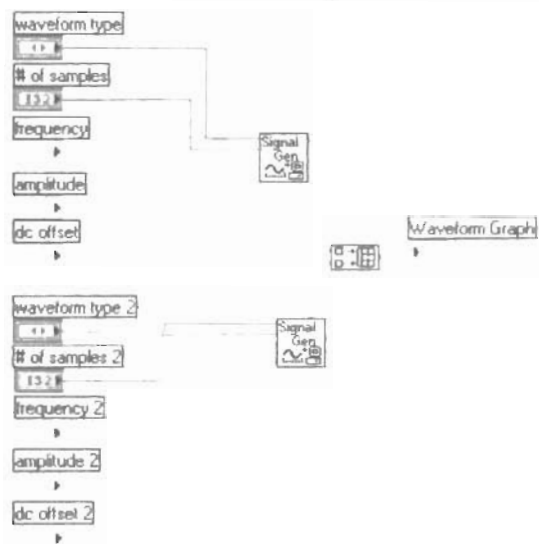 waveform type
# of samples
I32
frequency
Signal
Gen
amplitude
dc offset
Waveform Graph
waveform type 2
Signal
Gen
# of samples 2
I32
frequency 2
amplitude 2
dc offset 2